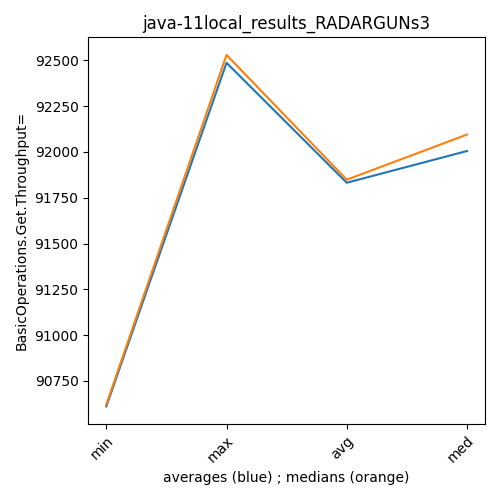 java-11local_results_RADARGUNs3
BasicOperations.Get.Throughput=
92500
92250
92000
91750
91500
91250
91000
90750
min
max
avg
med
averages (blue) ; medians (orange)